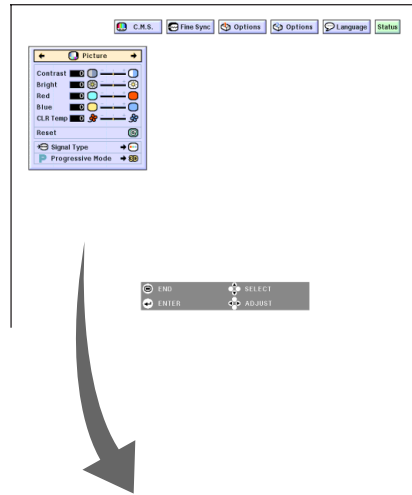 C.M.S. Fine Sync Options Options Language Status
Picture
Contrast 0
Bright 0
Red 0
Blue 0
CLR Temp 0
Reset
Signal Type
P Progressive Mode
END SELECT
ENTER ADJUST